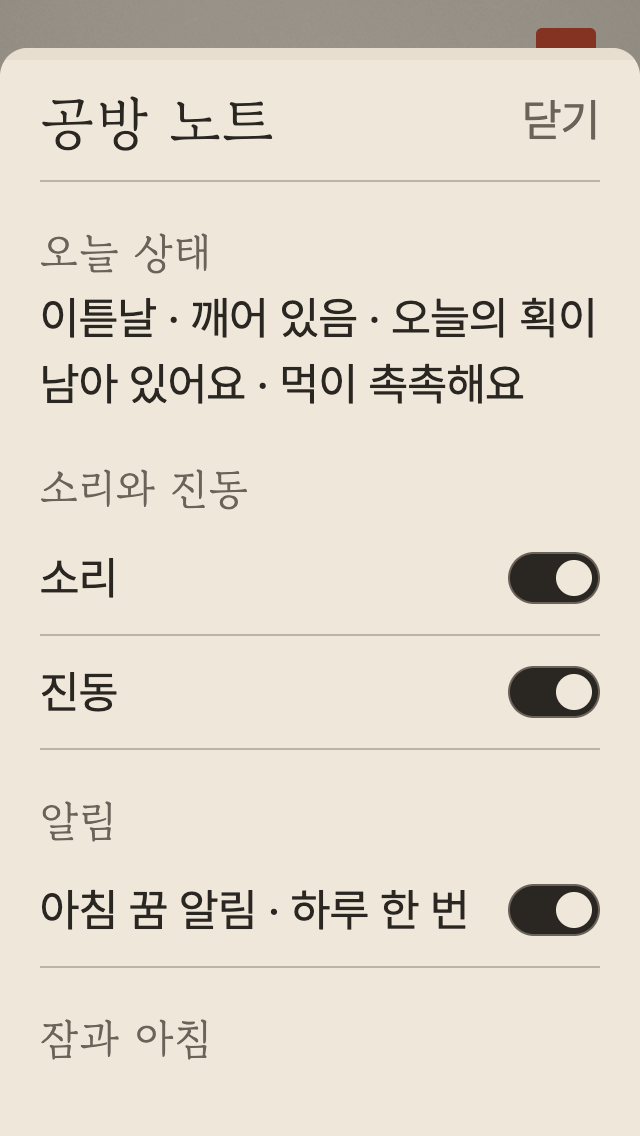 공방 노트
닫기
오늘 상태
이튿날 · 깨어 있음 · 오늘의 획이
남아 있어요 · 먹이 촉촉해요
소리와 진동
소리
진동
알림
아침 꿈 알림 · 하루 한 번
잠과 아침